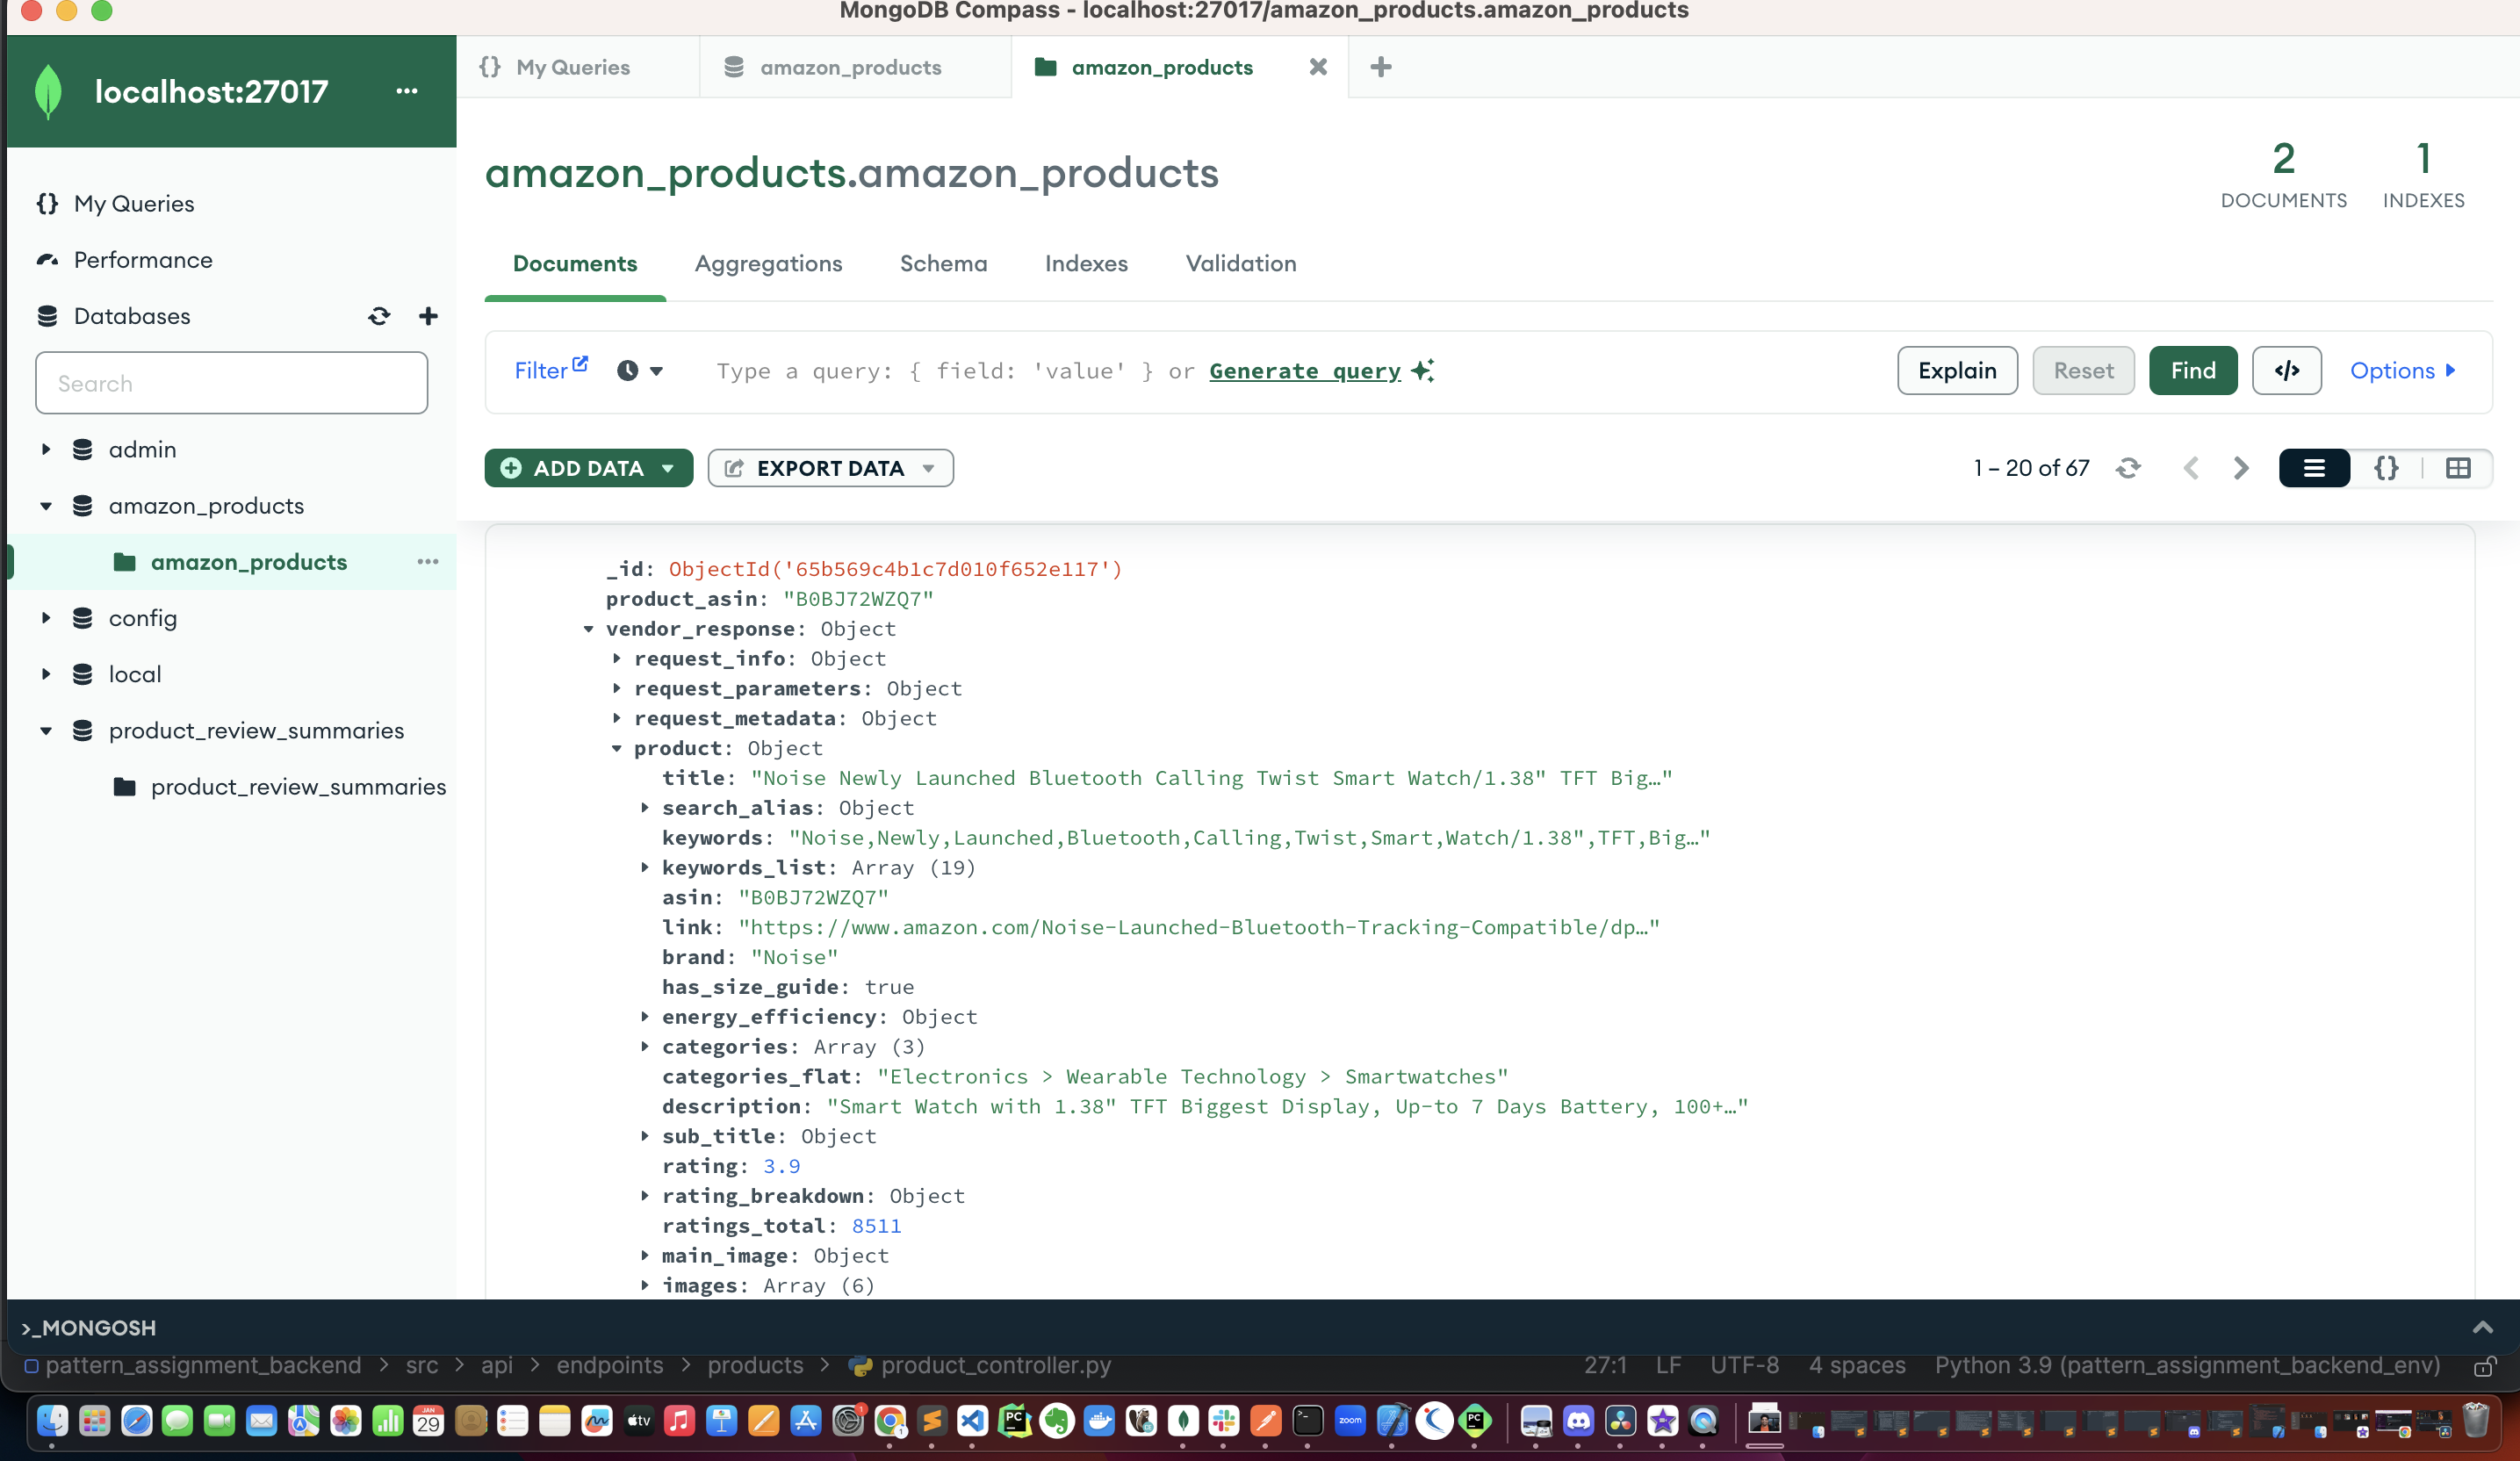 MongoDB Compass - localhost:27017/amazon_products.amazon_products
localhost:27017
My Queries
amazon_products
amazon_products
My Queries
Performance
Databases
Search
admin
amazon_products
amazon_products
config
local
product_review_summaries
product_review_summaries
amazon_products.amazon_products
2
DOCUMENTS
1
INDEXES
Documents
Aggregations
Schema
Indexes
Validation
Filter
Type a query: { field: 'value' } or Generate query
Explain
Reset
Find
</>
Options
ADD DATA
EXPORT DATA
1 – 20 of 67
_id: ObjectId('65b569c4b1c7d010f652e117')
product_asin: "B0BJ72WZQ7"
vendor_response: Object
request_info: Object
request_parameters: Object
request_metadata: Object
product: Object
title: "Noise Newly Launched Bluetooth Calling Twist Smart Watch/1.38" TFT Big…"
search_alias: Object
keywords: "Noise,Newly,Launched,Bluetooth,Calling,Twist,Smart,Watch/1.38",TFT,Big…"
keywords_list: Array (19)
asin: "B0BJ72WZQ7"
link: "https://www.amazon.com/Noise-Launched-Bluetooth-Tracking-Compatible/dp…"
brand: "Noise"
has_size_guide: true
energy_efficiency: Object
categories: Array (3)
categories_flat: "Electronics > Wearable Technology > Smartwatches"
description: "Smart Watch with 1.38" TFT Biggest Display, Up-to 7 Days Battery, 100+…"
sub_title: Object
rating: 3.9
rating_breakdown: Object
ratings_total: 8511
main_image: Object
images: Array (6)
>_MONGOSH
pattern_assignment_backend > src > api > endpoints > products > product_controller.py
27:1 LF UTF-8 4 spaces Python 3.9 (pattern_assignment_backend_env)
JAN
29
tv
1
1
PC
zoom
PC